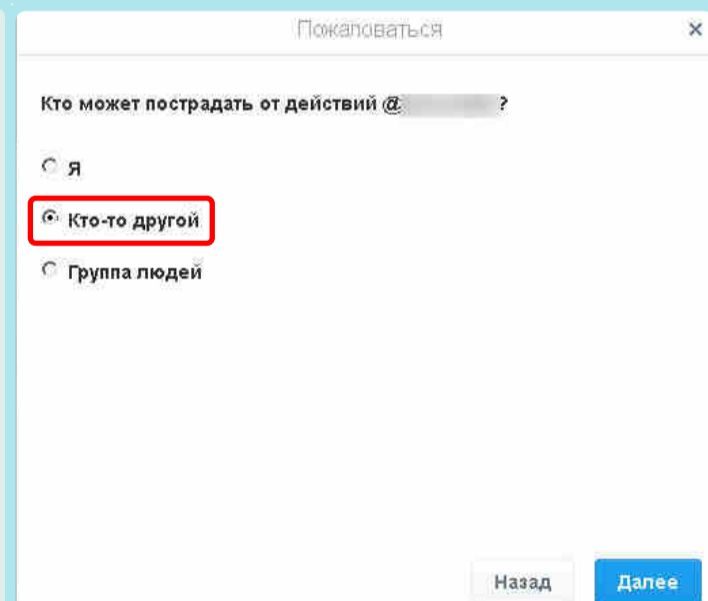 Пожаловаться
Кто может пострадать от действий @ ?
Я
Кто-то другой
Группа людей
Назад
Далее